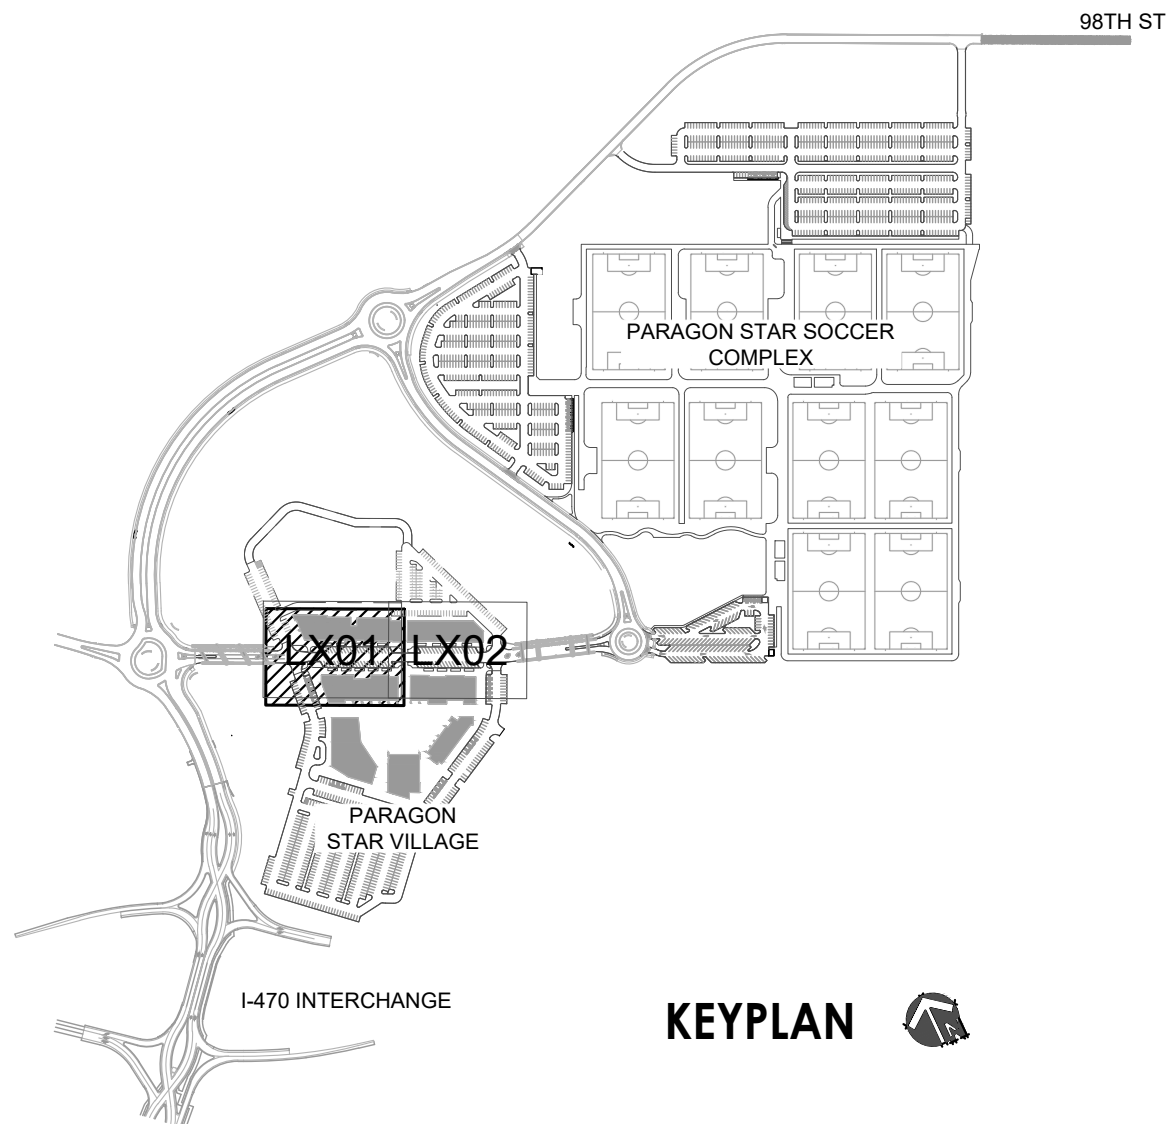 98TH ST
PARAGON STAR SOCCER
COMPLEX
LX01 LX02
PARAGON
STAR VILLAGE
I-470 INTERCHANGE
KEYPLAN